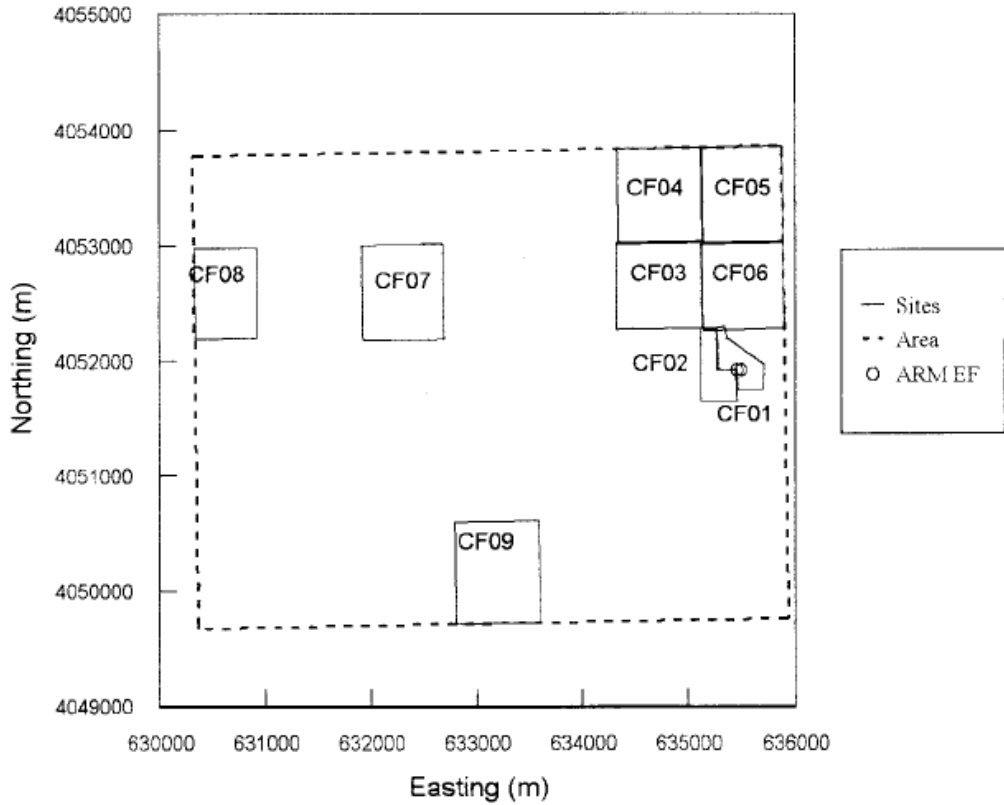 4055000
4054000
4053000
4052000
4051000
4050000
4049000
Northing (m)
CF04
CF05
CF08
CF07
CF03
CF06
CF02
CF01
CF09
Sites
Area
ARM EF
630000
631000
632000
633000
634000
635000
636000
Easting (m)